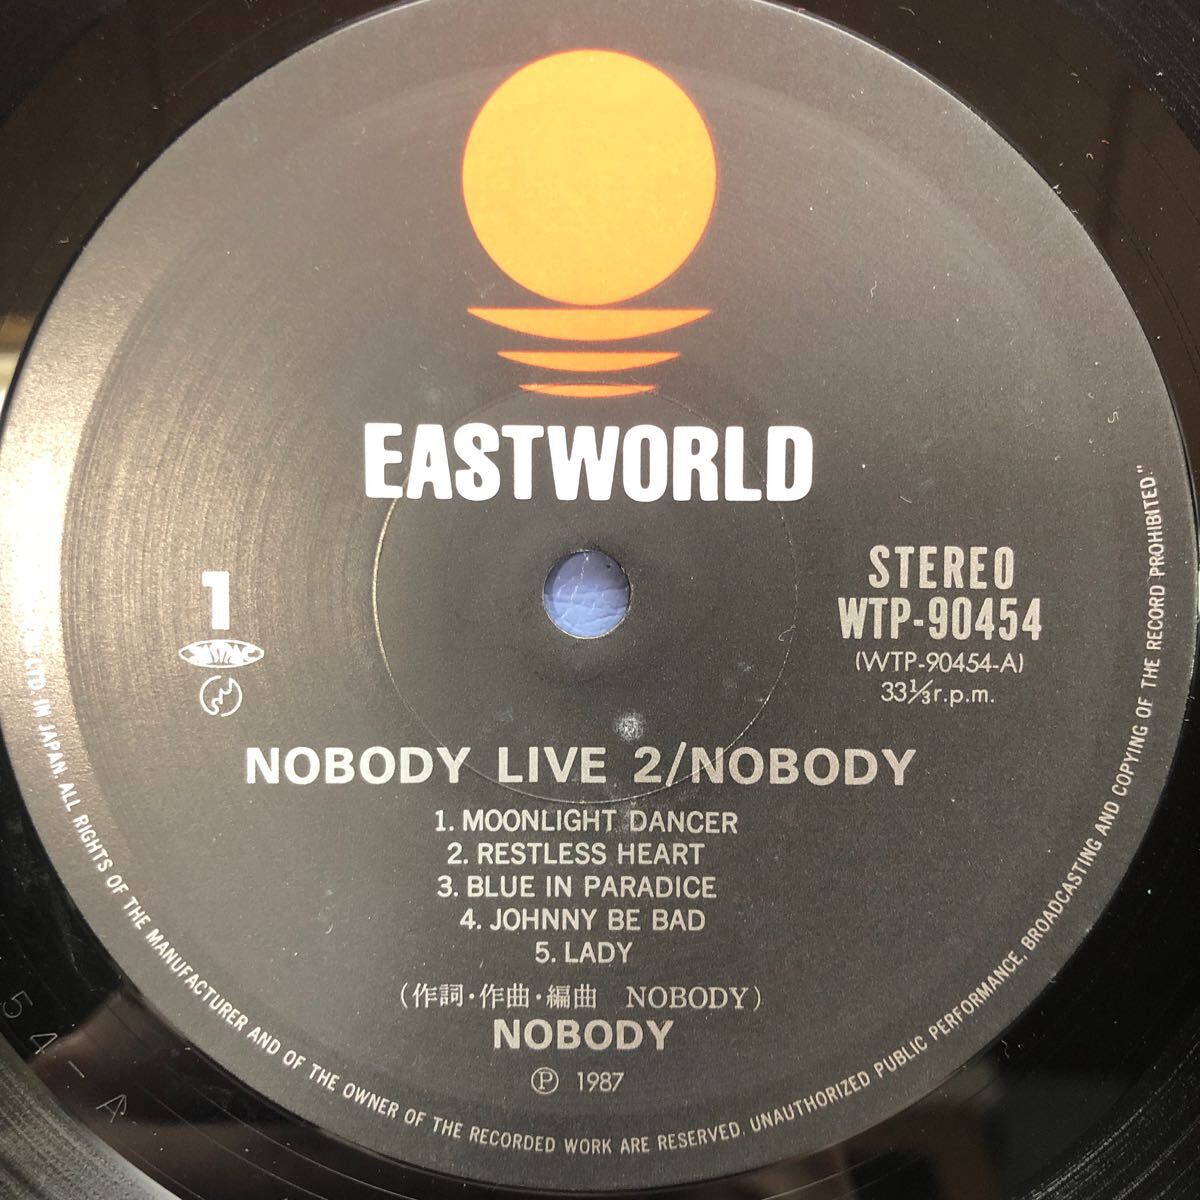 EASTWORLD
1
STEREO
WTP-90454
(WTP-90454-A)
33⅓r.p.m.
NOBODY LIVE 2/NOBODY
1. MOONLIGHT DANCER
2. RESTLESS HEART
3. BLUE IN PARADICE
4. JOHNNY BE BAD
5. LADY
(作詞・作曲・編曲　NOBODY)
NOBODY
Ⓟ 1987
IN JAPAN. ALL RIGHTS OF THE MANUFACTURER AND OF THE OWNER OF THE RECORDED WORK ARE RESERVED. UNAUTHORIZED PUBLIC PERFORMANCE, BROADCASTING AND COPYING OF THE RECORD PROHIBITED."
54-A
5